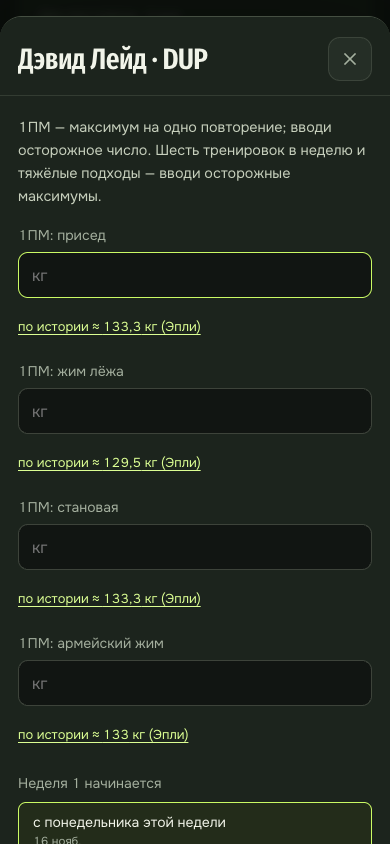 Дэвид Лейд · DUP
1ПМ — максимум на одно повторение; вводи
осторожное число. Шесть тренировок в неделю и
тяжёлые подходы — вводи осторожные
максимумы.
1ПМ: присед
кг
по истории ≈ 133,3 кг (Эпли)
1ПМ: жим лёжа
кг
по истории ≈ 129,5 кг (Эпли)
1ПМ: становая
кг
по истории ≈ 133,3 кг (Эпли)
1ПМ: армейский жим
кг
по истории ≈ 133 кг (Эпли)
Неделя 1 начинается
с понедельника этой недели
16 нояб.